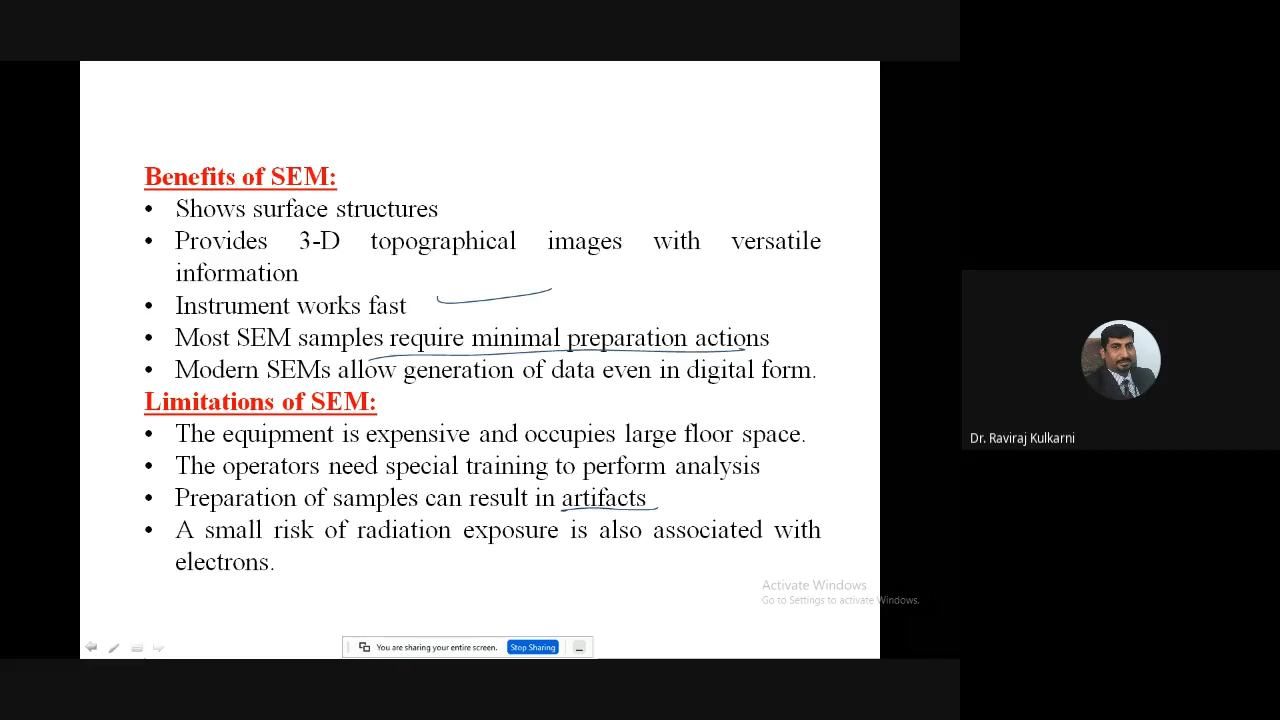 Benefits of SEM:
• Shows surface structures
• Provides 3-D topographical images with versatile
information
• Instrument works fast
• Most SEM samples require minimal preparation actions
• Modern SEMs allow generation of data even in digital form.
Limitations of SEM:
• The equipment is expensive and occupies large floor space.
• The operators need special training to perform analysis
• Preparation of samples can result in artifacts
• A small risk of radiation exposure is also associated with
electrons.
Activate Windows
Go to Settings to activate Windows.
You are sharing your entire screen. Stop Sharing
Dr. Raviraj Kulkarni